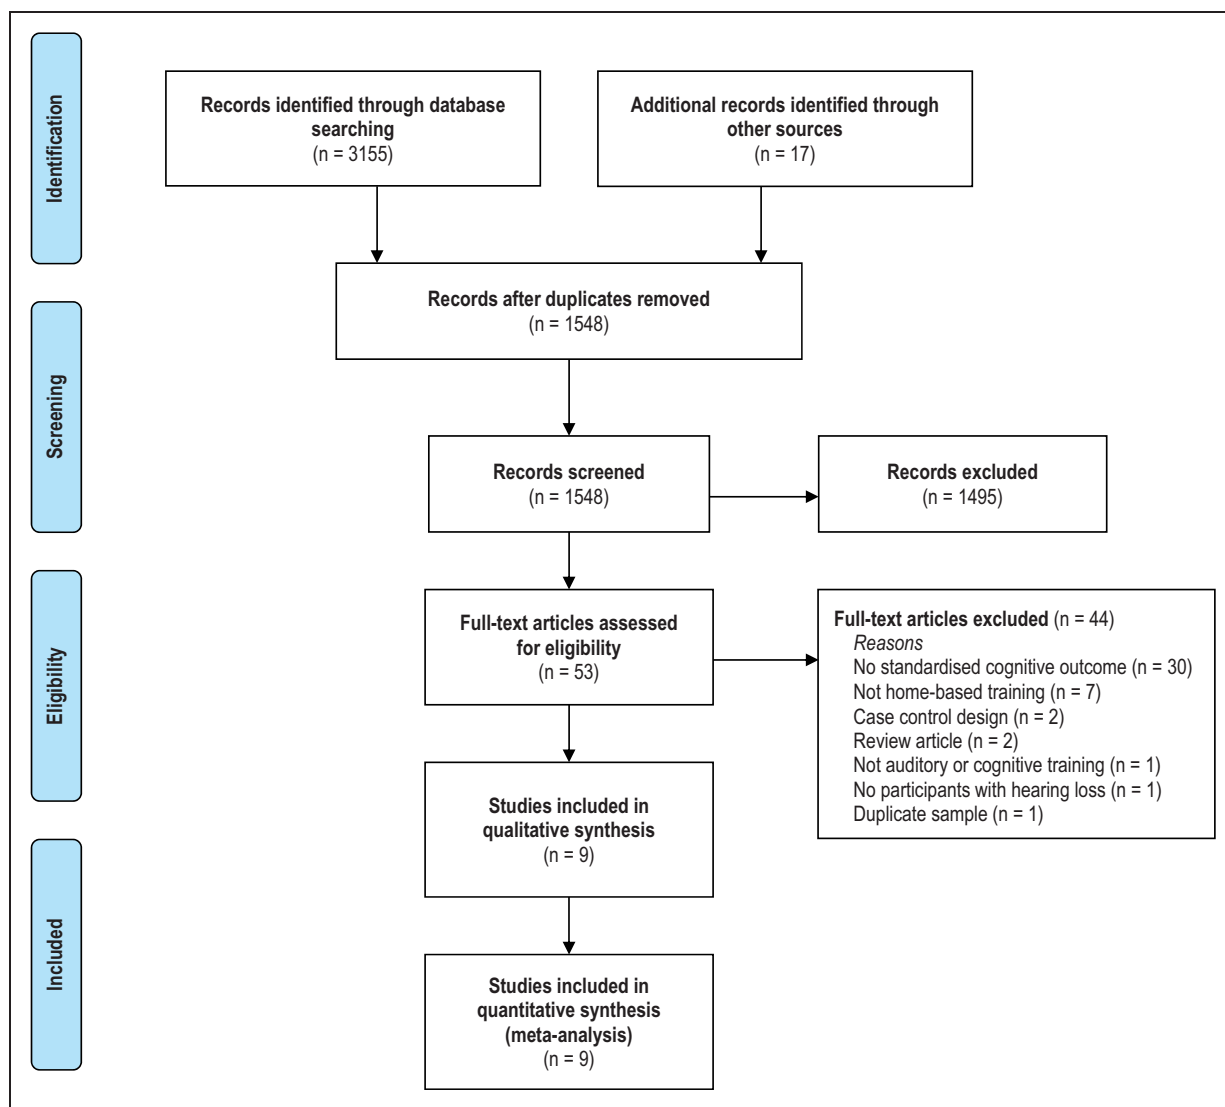 Identification
Records identified through database
searching
(n = 3155)
Additional records identified through
other sources
(n = 17)
Records after duplicates removed
(n = 1548)
Screening
Records screened
(n = 1548)
Records excluded
(n = 1495)
Eligibility
Full-text articles assessed
for eligibility
(n = 53)
Full-text articles excluded (n = 44)
Reasons
No standardised cognitive outcome (n = 30)
Not home-based training (n = 7)
Case control design (n = 2)
Review article (n = 2)
Not auditory or cognitive training (n = 1)
No participants with hearing loss (n = 1)
Duplicate sample (n = 1)
Studies included in
qualitative synthesis
(n = 9)
Included
Studies included in
quantitative synthesis
(meta-analysis)
(n = 9)